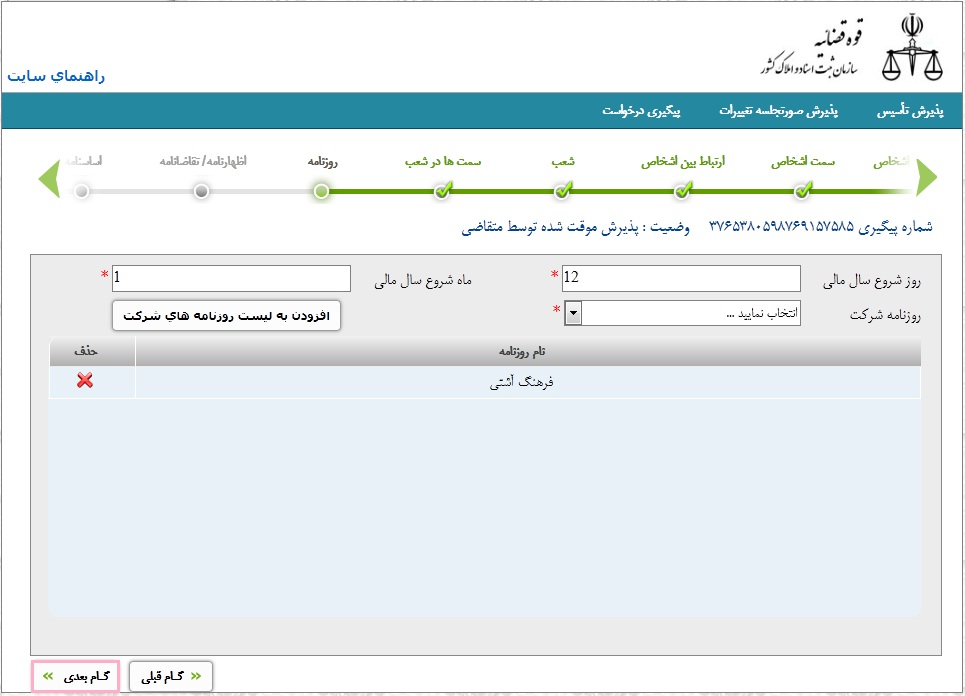 قوه قضائیه
سازمان ثبت اسناد و املاک کشور
راهنماي سايت
پذیرش تأسیس
پذیرش صورتجلسه تغییرات
پیگیری درخواست
اشخاص
سمت اشخاص
ارتباط بین اشخاص
شعب
سمت ها در شعب
روزنامه
اظهارنامه/ تقاضانامه
اساسنامه
شماره پیگیری ۳۷۶۵۳۸۰۵۹۸۷۶۹۱۵۷۵۸۵ وضعیت : پذیرش موقت شده توسط متقاضی
روز شروع سال مالی 12 * ماه شروع سال مالی 1 *
روزنامه شرکت انتخاب نمایید ... * افزودن به لیست روزنامه هاي شرکت
نام روزنامه حذف
فرهنگ آشتی
گام قبلی
گام بعدی